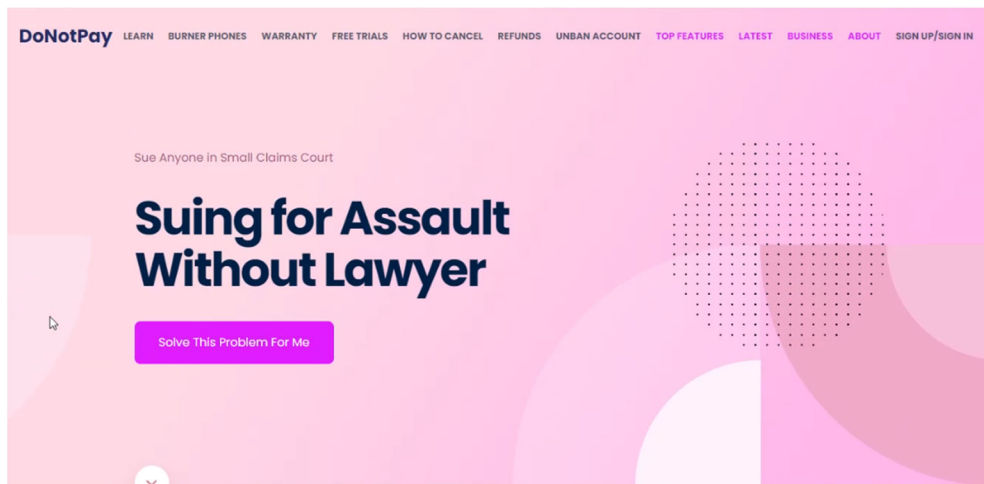 DoNotPay LEARN BURNER PHONES WARRANTY FREE TRIALS HOW TO CANCEL REFUNDS UNBAN ACCOUNT TOP FEATURES LATEST BUSINESS ABOUT SIGN UP/SIGN IN
Sue Anyone in Small Claims Court
Suing for Assault
Without Lawyer
Solve This Problem For Me